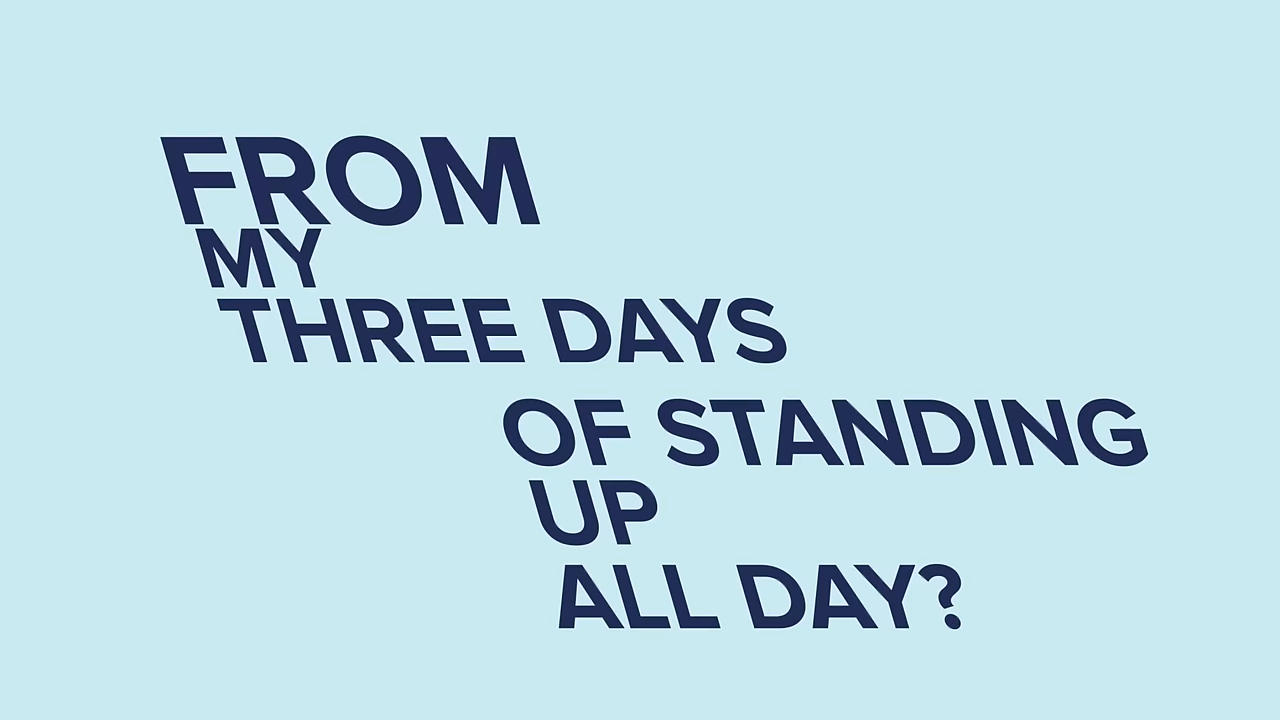 FROM
MY
THREE DAYS
OF STANDING
UP
ALL DAY?